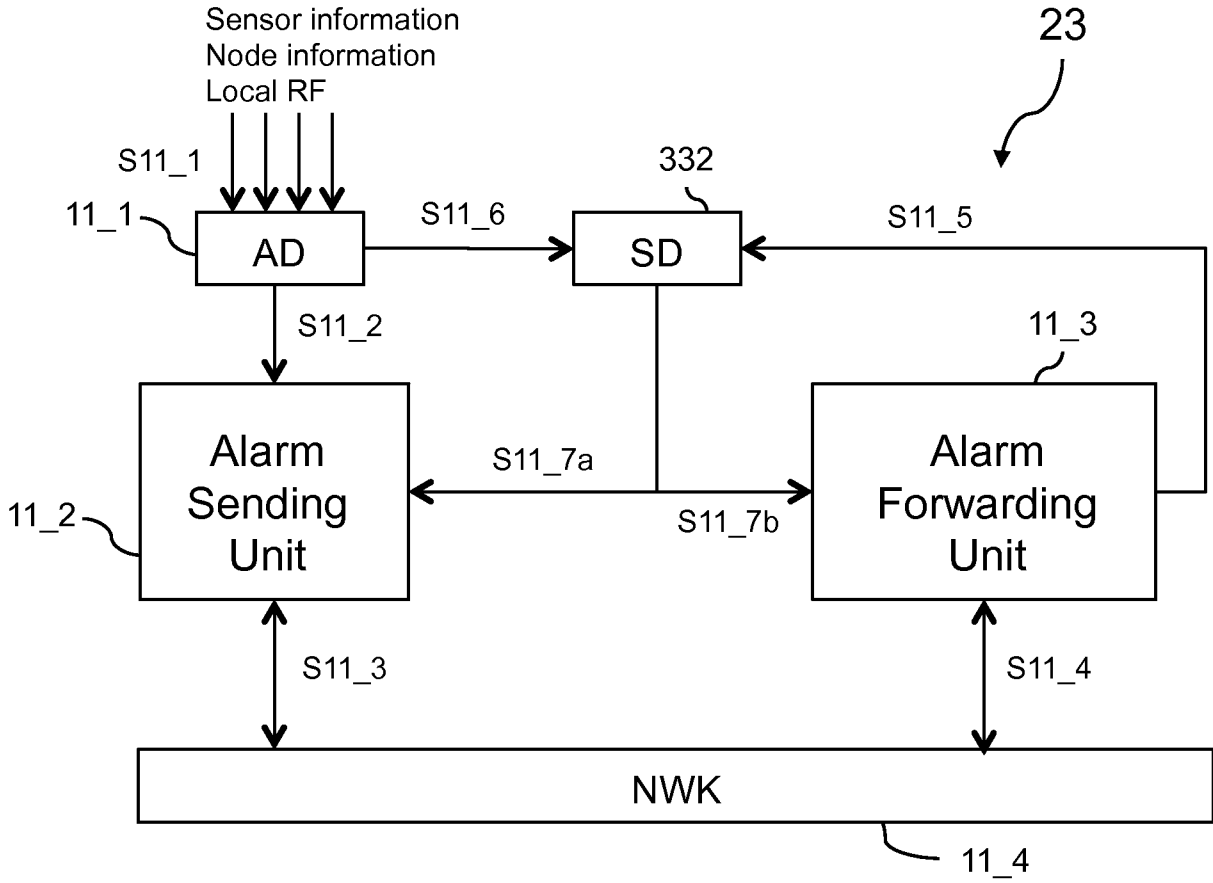 Sensor information
Node information
Local RF
23
S11_1
332
11_1
S11_6
S11_5
AD
SD
S11_2
11_3
Alarm
Sending
Unit
Alarm
Forwarding
Unit
S11_7a
11_2
S11_7b
S11_3
S11_4
NWK
11_4